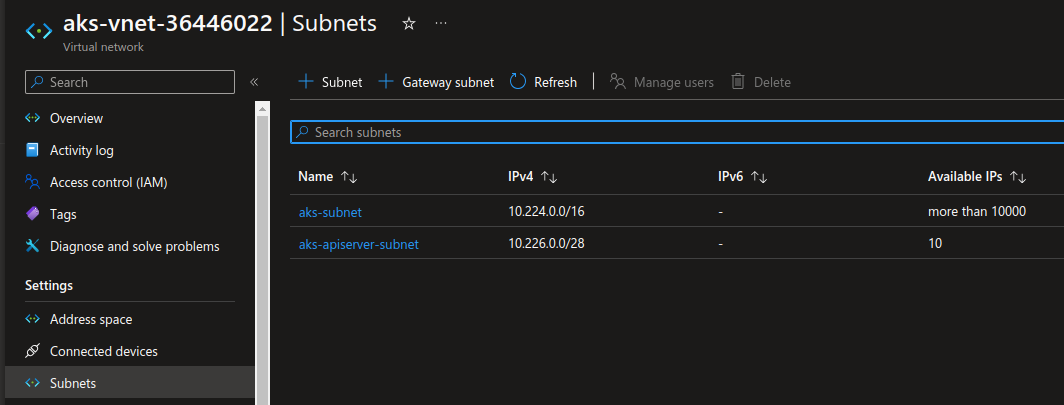 aks-vnet-36446022 | Subnets
Virtual network
Search
Overview
Activity log
Access control (IAM)
Tags
Diagnose and solve problems
Settings
Address space
Connected devices
Subnets
Subnet Gateway subnet Refresh Manage users Delete
Search subnets
Name IPv4 IPv6 Available IPs
aks-subnet 10.224.0.0/16 - more than 10000
aks-apiserver-subnet 10.226.0.0/28 - 10